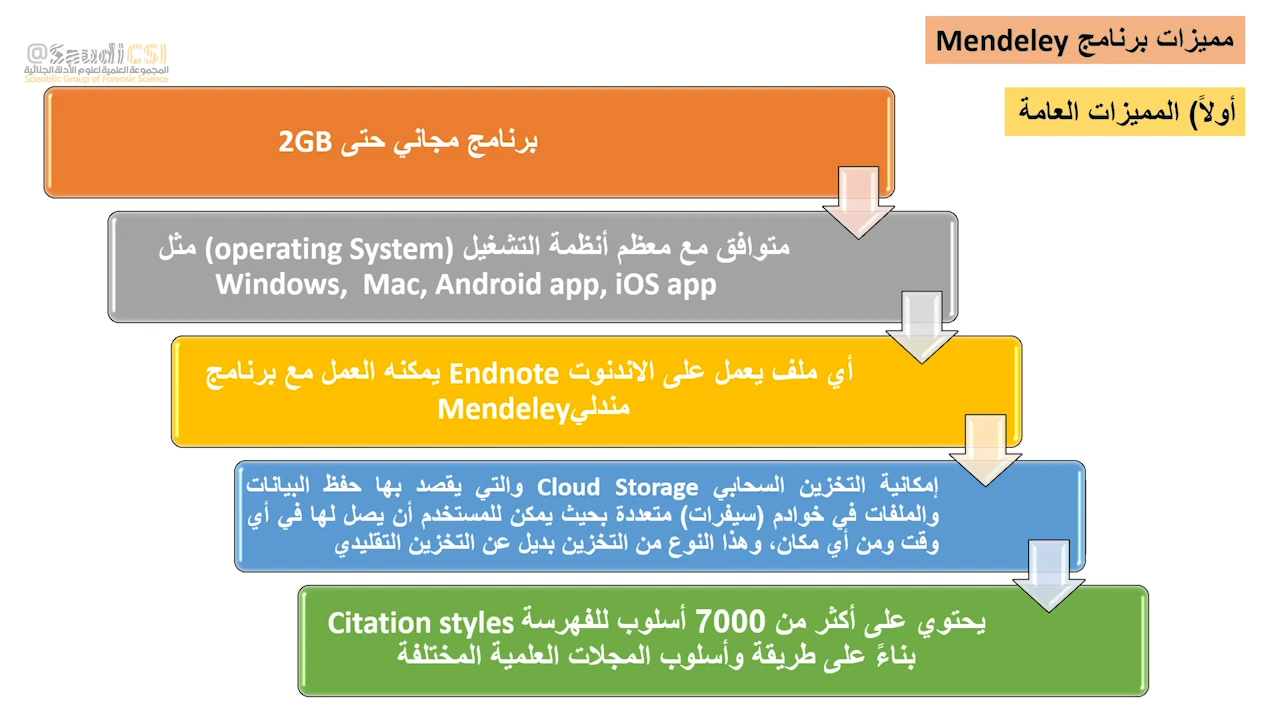 مميزات برنامج Mendeley
@SaudiCSI
المجموعة العلمية لعلوم الأدلة الجنائية
Scientific Group of Forensic Science
أولاً) المميزات العامة
برنامج مجاني حتى 2GB
متوافق مع معظم أنظمة التشغيل (operating System) مثل
Windows, Mac, Android app, iOS app
أي ملف يعمل على الاندنوت Endnote يمكنه العمل مع برنامج
مندليMendeley
إمكانية التخزين السحابي Cloud Storage والتي يقصد بها حفظ البيانات
والملفات في خوادم (سيفرات) متعددة بحيث يمكن للمستخدم أن يصل لها في أي
وقت ومن أي مكان، وهذا النوع من التخزين بديل عن التخزين التقليدي
يحتوي على أكثر من 7000 أسلوب للفهرسة Citation styles
بناءً على طريقة وأسلوب المجلات العلمية المختلفة